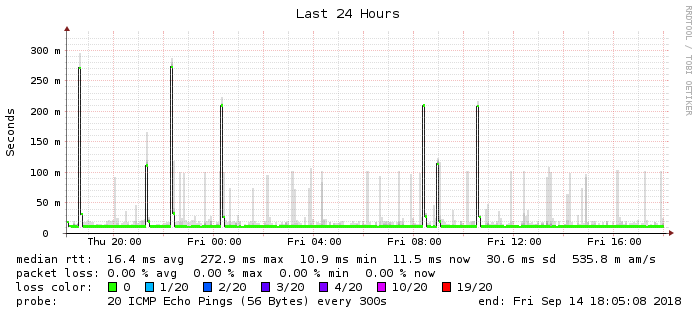 Last 24 Hours
RRDTOOL / TOBI OETIKER
Seconds
300 m
250 m
200 m
150 m
100 m
50 m
0
Thu 20:00 Fri 00:00 Fri 04:00 Fri 08:00 Fri 12:00 Fri 16:00
median rtt: 16.4 ms avg 272.9 ms max 10.9 ms min 11.5 ms now 30.6 ms sd 535.8 m am/s
packet loss: 0.00 % avg 0.00 % max 0.00 % min 0.00 % now
loss color: 0 1/20 2/20 3/20 4/20 10/20 19/20
probe: 20 ICMP Echo Pings (56 Bytes) every 300s end: Fri Sep 14 18:05:08 2018